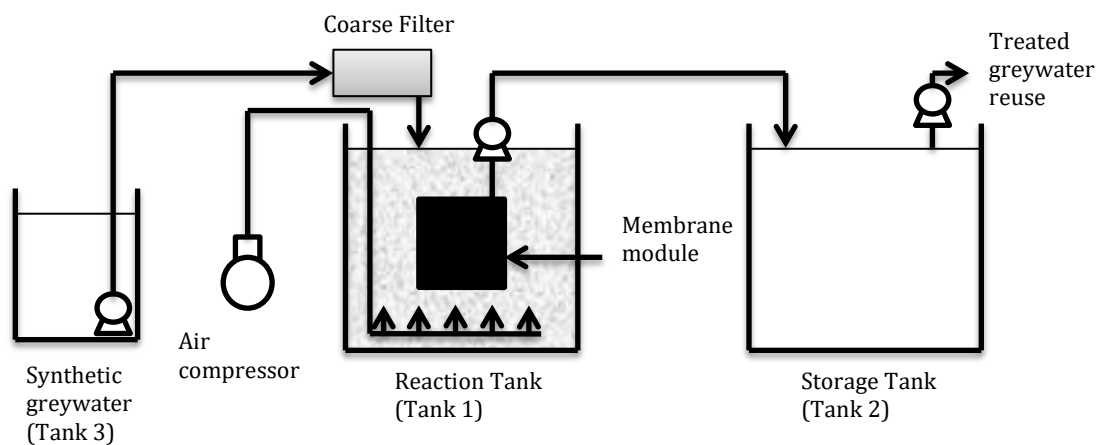 Coarse Filter
Treated
greywater
reuse
Membrane
module
Air
compressor
Synthetic
greywater
(Tank 3)
Reaction Tank
(Tank 1)
Storage Tank
(Tank 2)